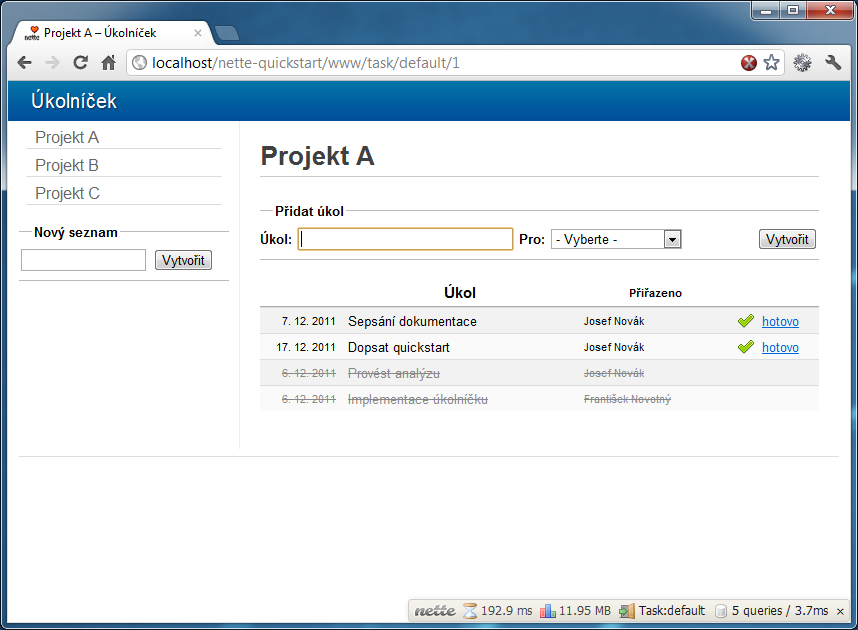 nette Projekt A – Úkolníček
localhost/nette-quickstart/www/task/default/1
Úkolníček
Projekt A
Projekt B
Projekt C
Nový seznam
Vytvořit
Projekt A
Přidat úkol
Úkol: Pro: - Vyberte - Vytvořit
Úkol Přiřazeno
7. 12. 2011 Sepsání dokumentace Josef Novák hotovo
17. 12. 2011 Dopsat quickstart Josef Novák hotovo
6. 12. 2011 Provést analýzu Josef Novák
6. 12. 2011 Implementace úkolníčku František Novotný
nette 192.9 ms 11.95 MB Task:default 5 queries / 3.7ms ×